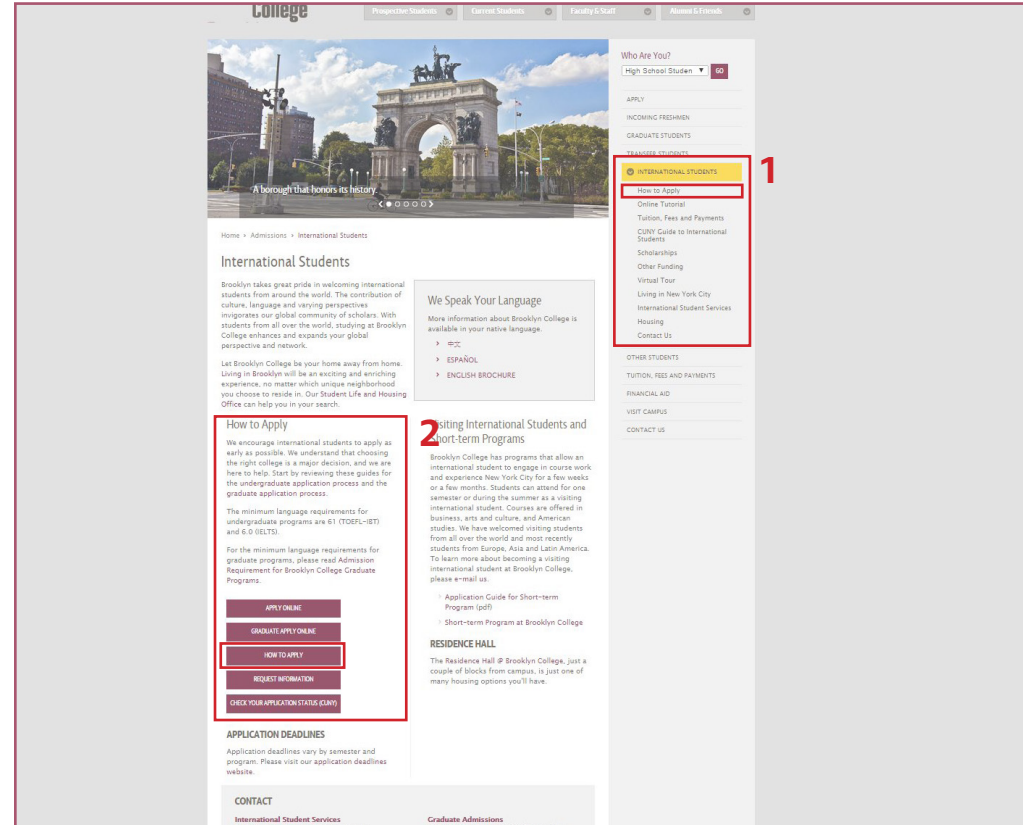 College
Prospective Students
Current Students
Faculty & Staff
Alumni & Friends
A borough that honors its history.
Who Are You?
High School Studen
GO
APPLY
INCOMING FRESHMEN
GRADUATE STUDENTS
TRANSFER STUDENTS
1
INTERNATIONAL STUDENTS
How to Apply
Online Tutorial
Tuition, Fees and Payments
CUNY Guide to International
Students
Scholarships
Other Funding
Virtual Tour
Living in New York City
International Student Services
Housing
Contact Us
OTHER STUDENTS
TUITION, FEES AND PAYMENTS
FINANCIAL AID
VISIT CAMPUS
CONTACT US
Home > Admissions > International Students
International Students
Brooklyn takes great pride in welcoming international
students from around the world. The contribution of
culture, language and varying perspectives
invigorates our global community of scholars. With
students from all over the world, studying at Brooklyn
College enhances and expands your global
perspective and network.
Let Brooklyn College be your home away from home.
Living in Brooklyn will be an exciting and enriching
experience, no matter which unique neighborhood
you choose to reside in. Our Student Life and Housing
Office can help you in your search.
We Speak Your Language
More information about Brooklyn College is
available in your native language.
> 中文
> ESPAÑOL
> ENGLISH BROCHURE
How to Apply
We encourage international students to apply as
early as possible. We understand that choosing
the right college is a major decision, and we are
here to help. Start by reviewing these guides for
the undergraduate application process and the
graduate application process.
The minimum language requirements for
undergraduate programs are 61 (TOEFL-IBT)
and 6.0 (IELTS).
For the minimum language requirements for
graduate programs, please read Admission
Requirement for Brooklyn College Graduate
Programs.
APPLY ONLINE
GRADUATE APPLY ONLINE
HOW TO APPLY
REQUEST INFORMATION
CHECK YOUR APPLICATION STATUS (CUNY)
2
Visiting International Students and
Short-term Programs
Brooklyn College has programs that allow an
international student to engage in course work
and experience New York City for a few weeks
or a few months. Students can attend for one
semester or during the summer as a visiting
international student. Courses are offered in
business, arts and culture, and American
studies. We have welcomed visiting students
from all over the world and most recently
students from Europe, Asia and Latin America.
To learn more about becoming a visiting
international student at Brooklyn College,
please e-mail us.
Application Guide for Short-term
Program (pdf)
Short-term Program at Brooklyn College
RESIDENCE HALL
The Residence Hall @ Brooklyn College, just a
couple of blocks from campus, is just one of
many housing options you'll have.
APPLICATION DEADLINES
Application deadlines vary by semester and
program. Please visit our application deadlines
website.
CONTACT
International Student Services
Graduate Admissions